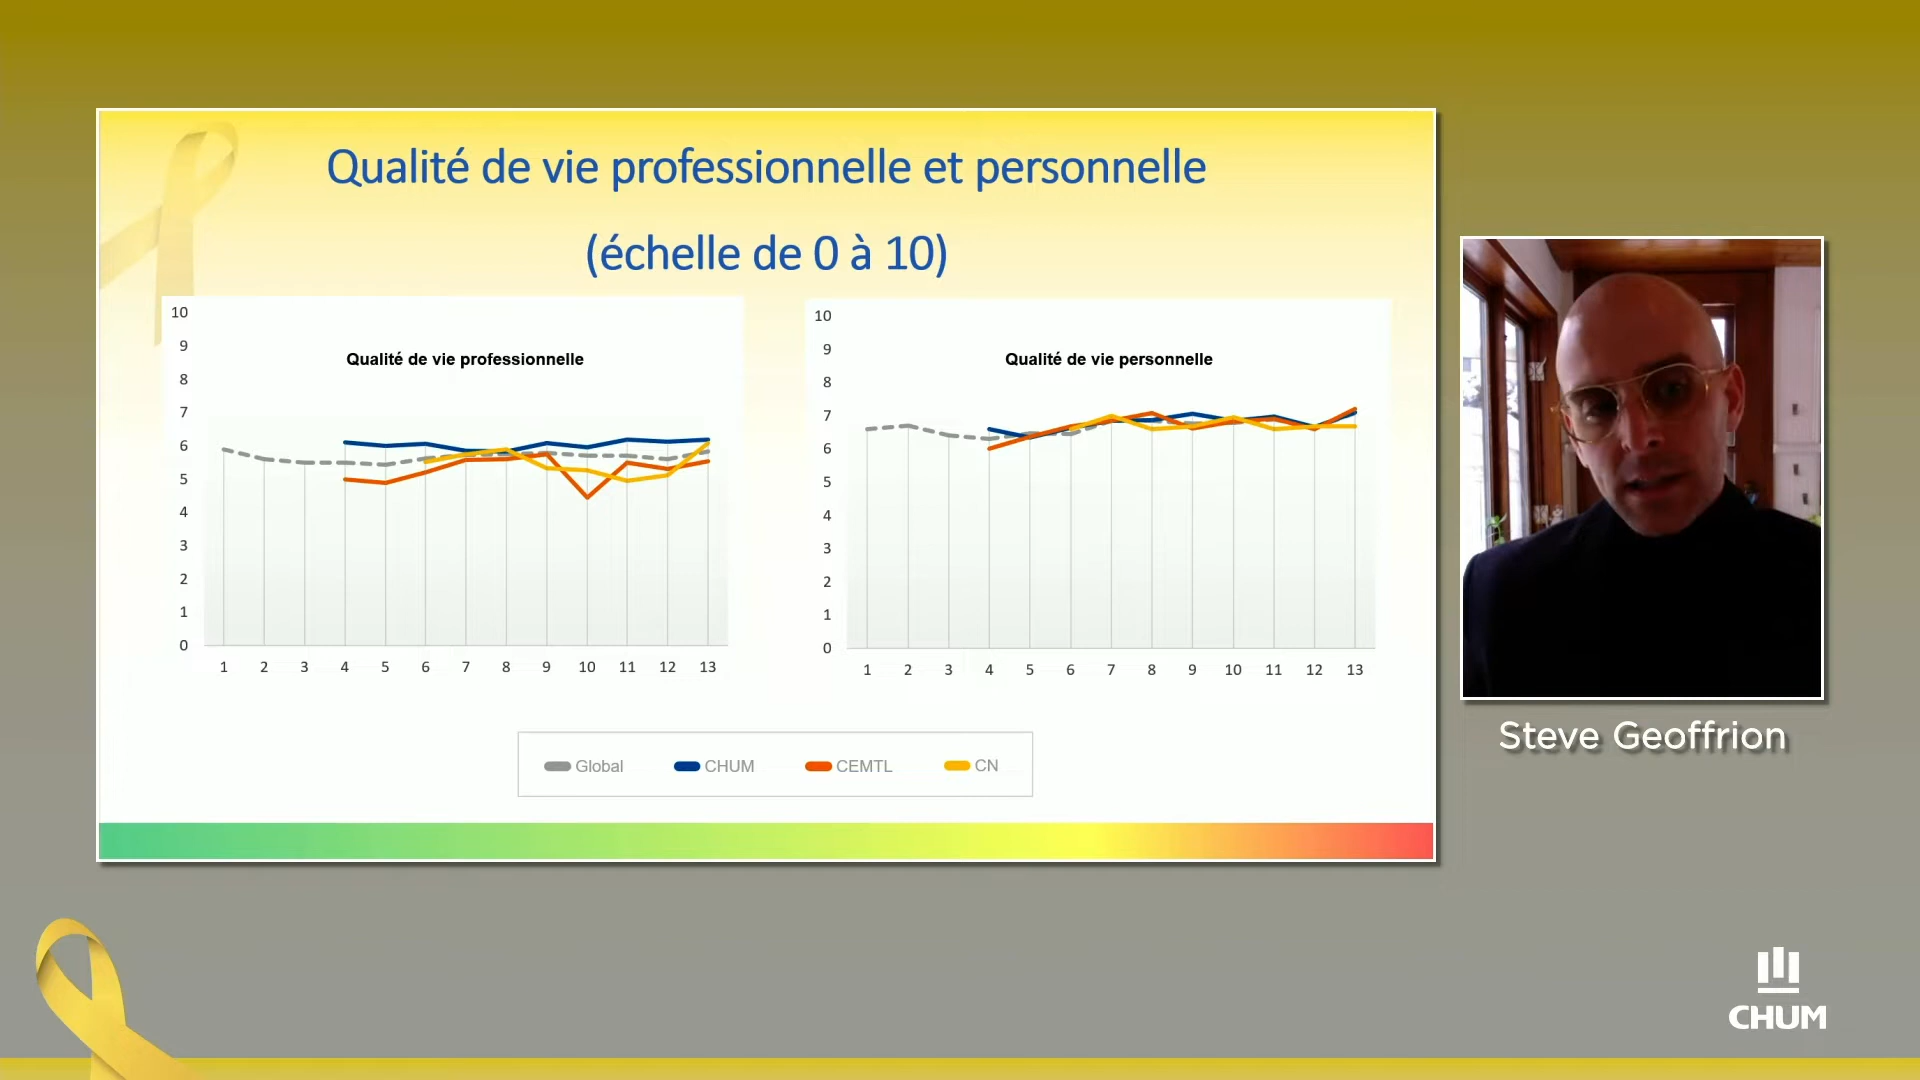 Qualité de vie professionnelle et personnelle
(échelle de 0 à 10)
Qualité de vie professionnelle
10
9
8
7
6
5
4
3
2
1
0
1 2 3 4 5 6 7 8 9 10 11 12 13
Qualité de vie personnelle
10
9
8
7
6
5
4
3
2
1
0
1 2 3 4 5 6 7 8 9 10 11 12 13
Global CHUM CEMTL CN
Steve Geoffrion
CHUM